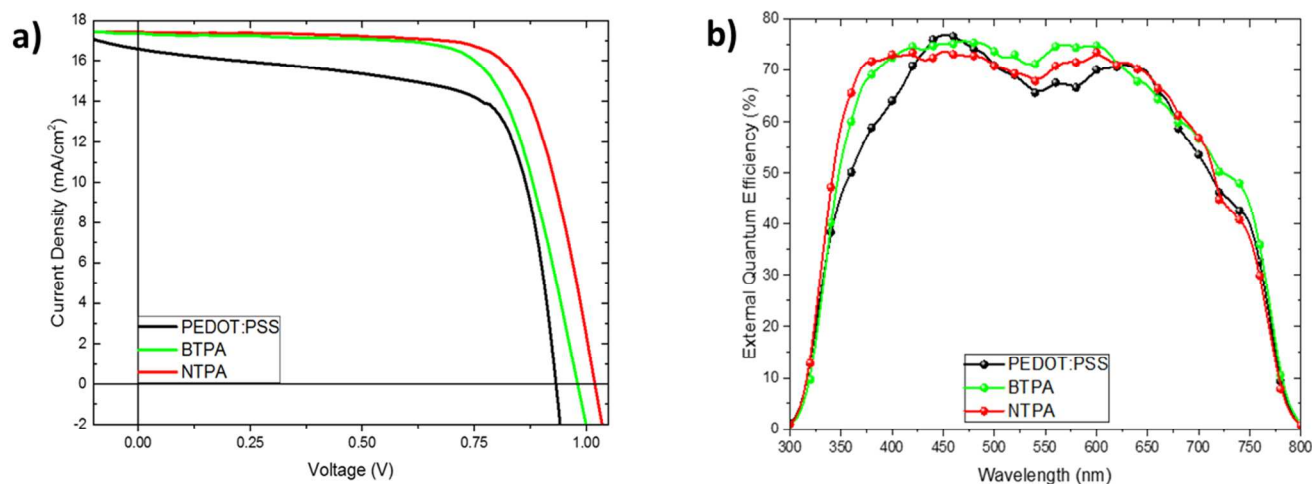 a)
Current Density (mA/cm²)
18
16
14
12
10
8
6
4
2
0
-2
PEDOT:PSS
BTPA
NTPA
0.00 0.25 0.50 0.75 1.00
Voltage (V)
b)
External Quantum Efficiency (%)
80
70
60
50
40
30
20
10
0
PEDOT:PSS
BTPA
NTPA
300 350 400 450 500 550 600 650 700 750 800
Wavelength (nm)